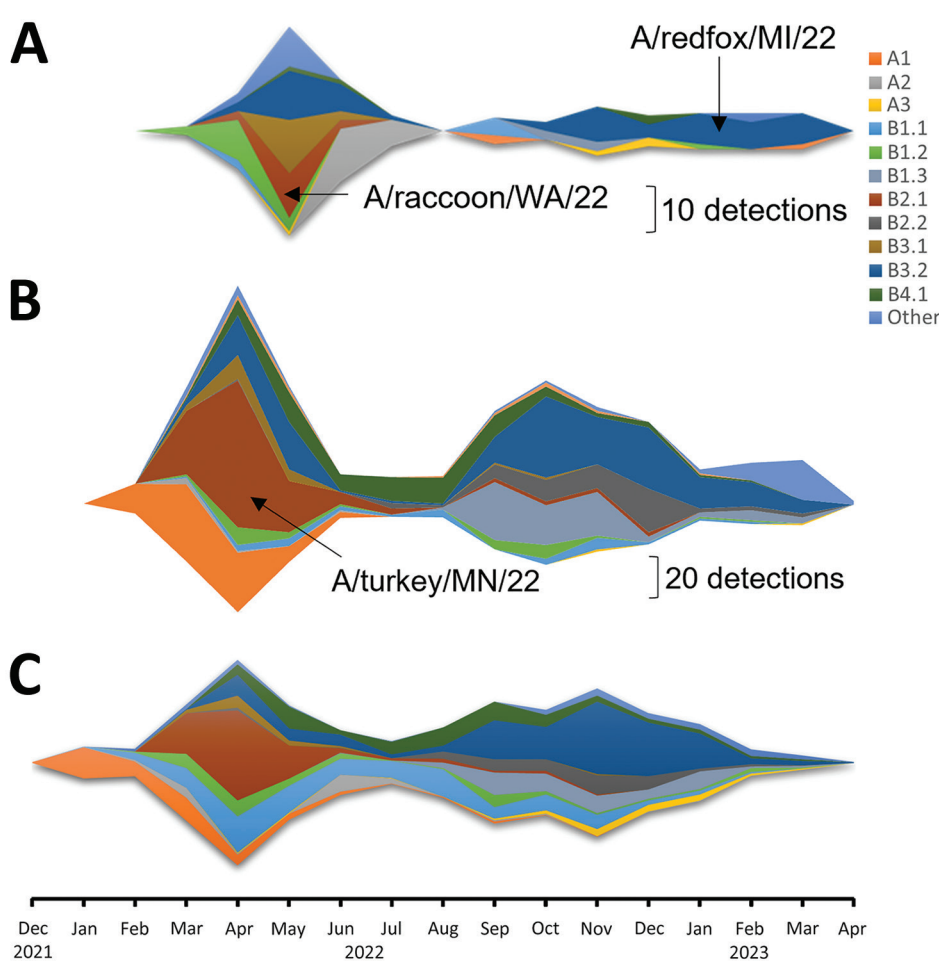 A
A/redfox/MI/22
A/raccoon/WA/22
10 detections
A1
A2
A3
B1.1
B1.2
B1.3
B2.1
B2.2
B3.1
B3.2
B4.1
Other
B
A/turkey/MN/22
20 detections
C
Dec Jan Feb Mar Apr May Jun Jul Aug Sep Oct Nov Dec Jan Feb Mar Apr
2021 2022 2023